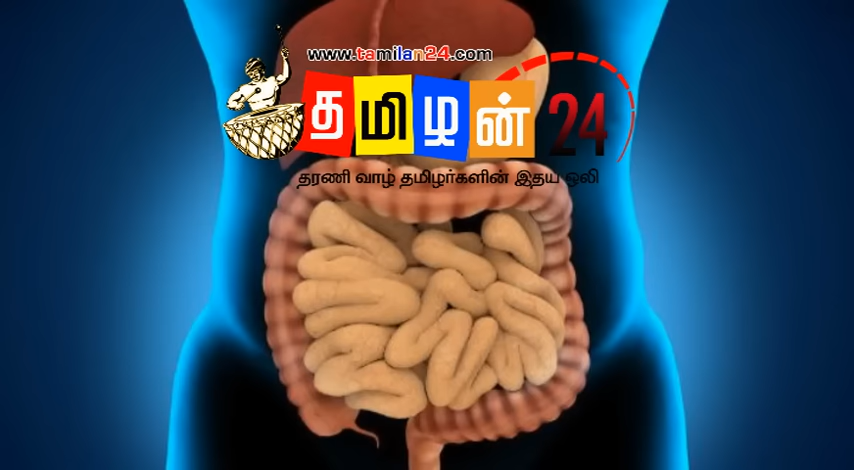 www.tamilan24.com
தமிழன் 24
தரணி வாழ் தமிழர்களின் இதய ஒலி